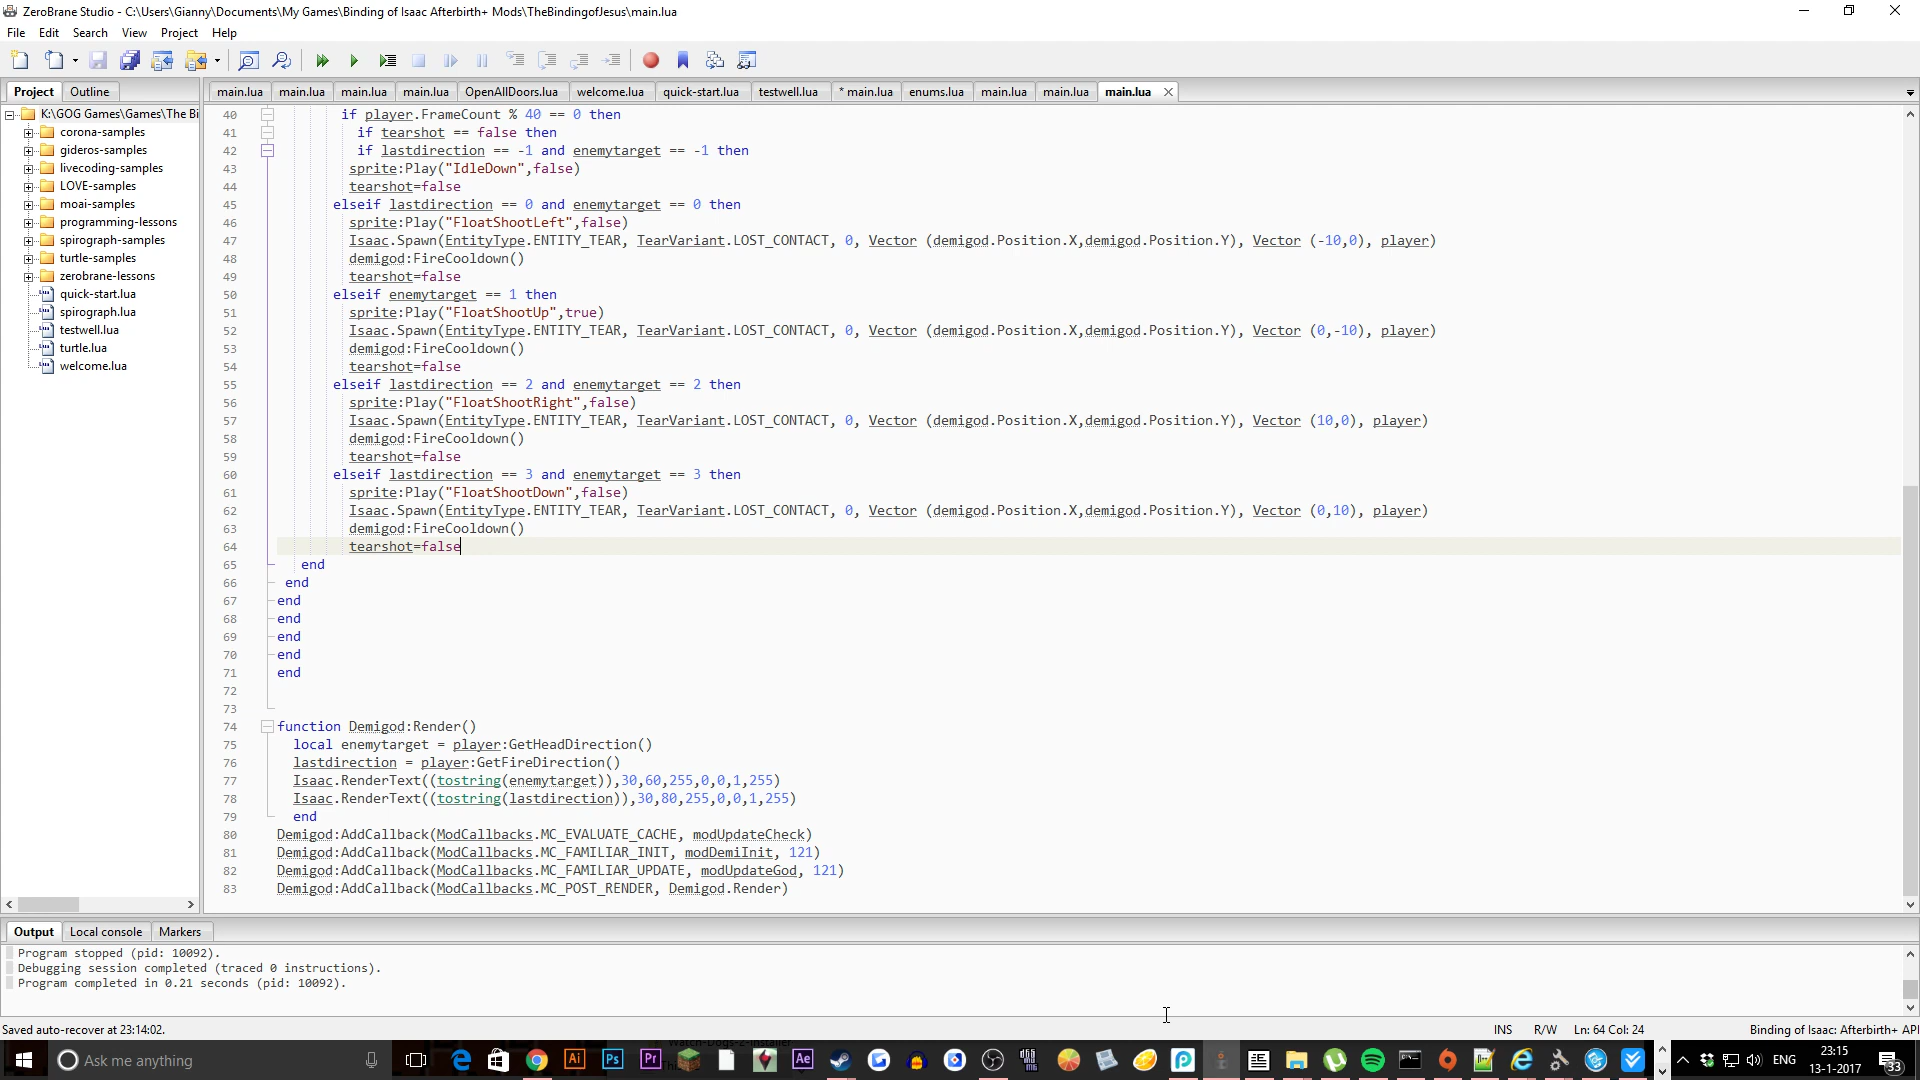 ZeroBrane Studio - C:\Users\Gianny\Documents\My Games\Binding of Isaac Afterbirth+ Mods\TheBindingofJesus\main.lua
File Edit Search View Project Help
Project Outline
main.lua main.lua main.lua main.lua OpenAllDoors.lua welcome.lua quick-start.lua testwell.lua * main.lua enums.lua main.lua main.lua main.lua
K:\GOG Games\Games\The Bi
corona-samples
gideros-samples
livecoding-samples
LOVE-samples
moai-samples
programming-lessons
spirograph-samples
turtle-samples
zerobrane-lessons
quick-start.lua
spirograph.lua
testwell.lua
turtle.lua
welcome.lua
40 if player.FrameCount % 40 == 0 then
41 if tearshot == false then
42 if lastdirection == -1 and enemytarget == -1 then
43 sprite:Play("IdleDown",false)
44 tearshot=false
45 elseif lastdirection == 0 and enemytarget == 0 then
46 sprite:Play("FloatShootLeft",false)
47 Isaac.Spawn(EntityType.ENTITY_TEAR, TearVariant.LOST_CONTACT, 0, Vector (demigod.Position.X,demigod.Position.Y), Vector (-10,0), player)
48 demigod:FireCooldown()
49 tearshot=false
50 elseif enemytarget == 1 then
51 sprite:Play("FloatShootUp",true)
52 Isaac.Spawn(EntityType.ENTITY_TEAR, TearVariant.LOST_CONTACT, 0, Vector (demigod.Position.X,demigod.Position.Y), Vector (0,-10), player)
53 demigod:FireCooldown()
54 tearshot=false
55 elseif lastdirection == 2 and enemytarget == 2 then
56 sprite:Play("FloatShootRight",false)
57 Isaac.Spawn(EntityType.ENTITY_TEAR, TearVariant.LOST_CONTACT, 0, Vector (demigod.Position.X,demigod.Position.Y), Vector (10,0), player)
58 demigod:FireCooldown()
59 tearshot=false
60 elseif lastdirection == 3 and enemytarget == 3 then
61 sprite:Play("FloatShootDown",false)
62 Isaac.Spawn(EntityType.ENTITY_TEAR, TearVariant.LOST_CONTACT, 0, Vector (demigod.Position.X,demigod.Position.Y), Vector (0,10), player)
63 demigod:FireCooldown()
64 tearshot=false
65 end
66 end
67 end
68 end
69 end
70 end
71 end
72
73
74 function Demigod:Render()
75 local enemytarget = player:GetHeadDirection()
76 lastdirection = player:GetFireDirection()
77 Isaac.RenderText((tostring(enemytarget)),30,60,255,0,0,1,255)
78 Isaac.RenderText((tostring(lastdirection)),30,80,255,0,0,1,255)
79 end
80 Demigod:AddCallback(ModCallbacks.MC_EVALUATE_CACHE, modUpdateCheck)
81 Demigod:AddCallback(ModCallbacks.MC_FAMILIAR_INIT, modDemiInit, 121)
82 Demigod:AddCallback(ModCallbacks.MC_FAMILIAR_UPDATE, modUpdateGod, 121)
83 Demigod:AddCallback(ModCallbacks.MC_POST_RENDER, Demigod.Render)
Output Local console Markers
Program stopped (pid: 10092).
Debugging session completed (traced 0 instructions).
Program completed in 0.21 seconds (pid: 10092).
Saved auto-recover at 23:14:02.
INS R/W Ln: 64 Col: 24 Binding of Isaac: Afterbirth+ API
Ask me anything
Ai Ps Pr Ae
ENG
23:15
13-1-2017
33